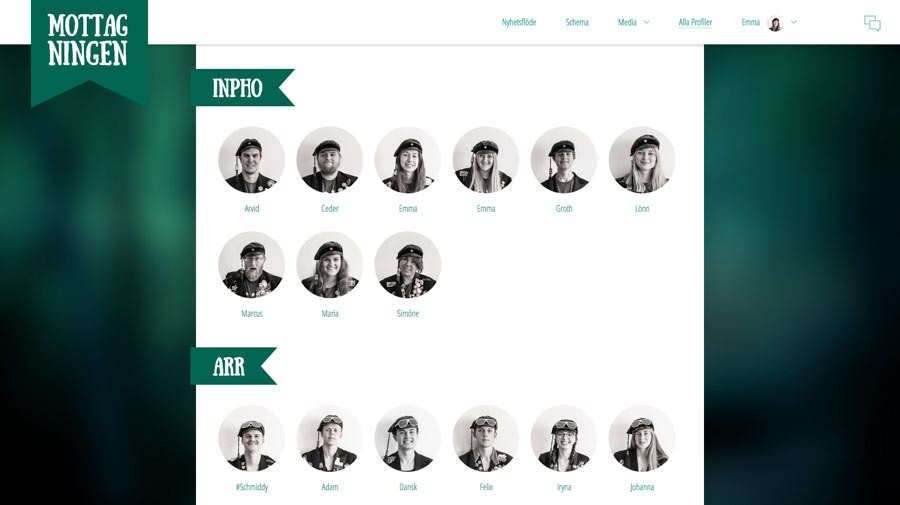 MOTTAG
NINGEN
Nyhetsflöde Schema Media Alla Profiler Emma
INPHO
Arvid Ceder Emma Emma Groth Lönn
Marcus Maria Simône
ARR
#Schmiddy Adam Dansk Felix Iryna Johanna